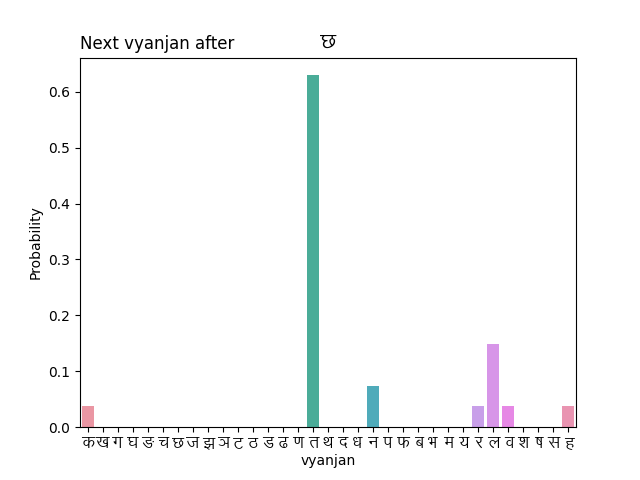 Next vyanjan after छ
0.6
0.5
0.4
0.3
0.2
0.1
0.0
Probability
क ख ग घ ङ च छ ज झ ञ ट ठ ड ढ ण त थ द ध न प फ ब भ म य र ल व श ष स ह
vyanjan